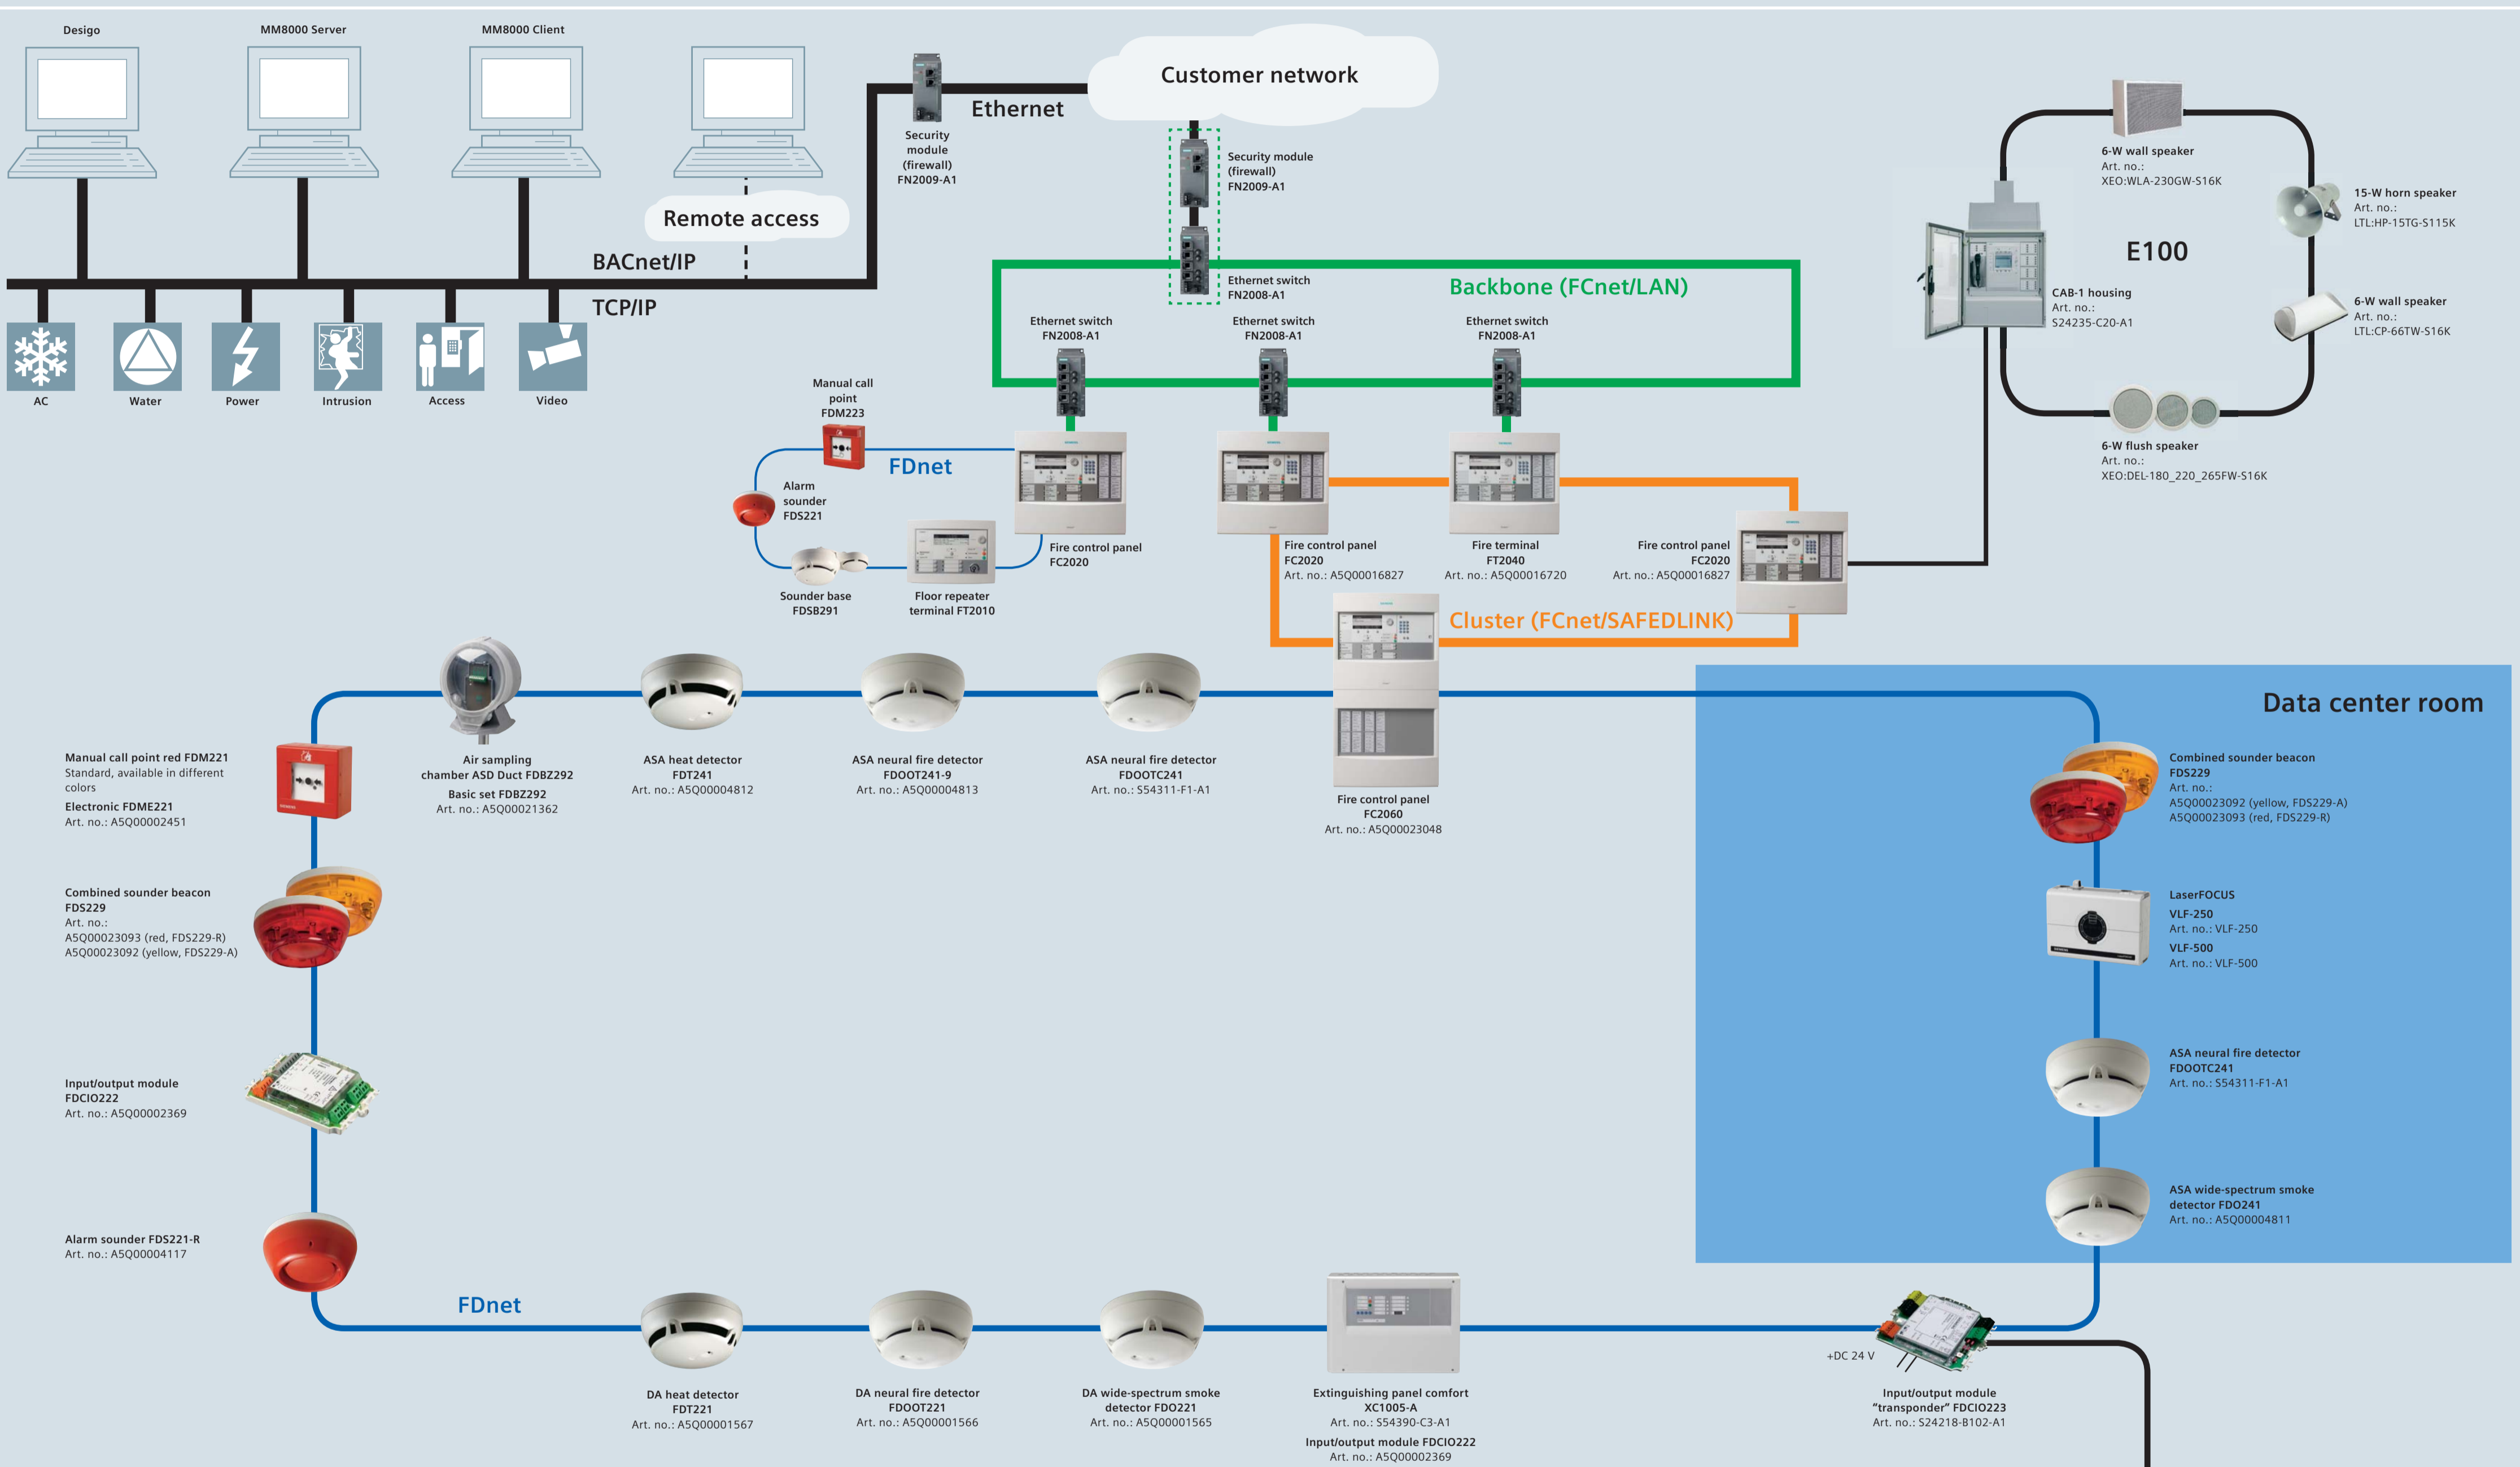 Desigo
MM8000 Server
MM8000 Client
Customer network
Ethernet
Security
module
(firewall)
FN2009-A1
Security module
(firewall)
FN2009-A1
Remote access
BACnet/IP
TCP/IP
AC
Water
Power
Intrusion
Access
Video
Ethernet switch
FN2008-A1
Backbone (FCnet/LAN)
Ethernet switch
FN2008-A1
Ethernet switch
FN2008-A1
Ethernet switch
FN2008-A1
6-W wall speaker
Art. no.:
XEO:WLA-230GW-S16K
15-W horn speaker
Art. no.:
LTL:HP-15TG-S115K
E100
CAB-1 housing
Art. no.:
S24235-C20-A1
6-W wall speaker
Art. no.:
LTL:CP-66TW-S16K
6-W flush speaker
Art. no.:
XEO:DEL-180_220_265FW-S16K
Manual call
point
FDM223
FDnet
Alarm
sounder
FDS221
Sounder base
FDSB291
Floor repeater
terminal FT2010
Fire control panel
FC2020
Fire control panel
FC2020
Art. no.: A5Q00016827
Fire terminal
FT2040
Art. no.: A5Q00016720
Fire control panel
FC2020
Art. no.: A5Q00016827
Cluster (FCnet/SAFEDLINK)
Data center room
Manual call point red FDM221
Standard, available in different
colors
Electronic FDME221
Art. no.: A5Q00002451
Air sampling
chamber ASD Duct FDBZ292
Basic set FDBZ292
Art. no.: A5Q00021362
ASA heat detector
FDT241
Art. no.: A5Q00004812
ASA neural fire detector
FDOOT241-9
Art. no.: A5Q00004813
ASA neural fire detector
FDOOTC241
Art. no.: S54311-F1-A1
Fire control panel
FC2060
Art. no.: A5Q00023048
Combined sounder beacon
FDS229
Art. no.:
A5Q00023092 (yellow, FDS229-A)
A5Q00023093 (red, FDS229-R)
Combined sounder beacon
FDS229
Art. no.:
A5Q00023093 (red, FDS229-R)
A5Q00023092 (yellow, FDS229-A)
LaserFOCUS
VLF-250
Art. no.: VLF-250
VLF-500
Art. no.: VLF-500
Input/output module
FDCIO222
Art. no.: A5Q00002369
ASA neural fire detector
FDOOTC241
Art. no.: S54311-F1-A1
Alarm sounder FDS221-R
Art. no.: A5Q00004117
ASA wide-spectrum smoke
detector FDO241
Art. no.: A5Q00004811
FDnet
DA heat detector
FDT221
Art. no.: A5Q00001567
DA neural fire detector
FDOOT221
Art. no.: A5Q00001566
DA wide-spectrum smoke
detector FDO221
Art. no.: A5Q00001565
Extinguishing panel comfort
XC1005-A
Art. no.: S54390-C3-A1
Input/output module FDCIO222
Art. no.: A5Q00002369
+DC 24 V
Input/output module
“transponder” FDCIO223
Art. no.: S24218-B102-A1